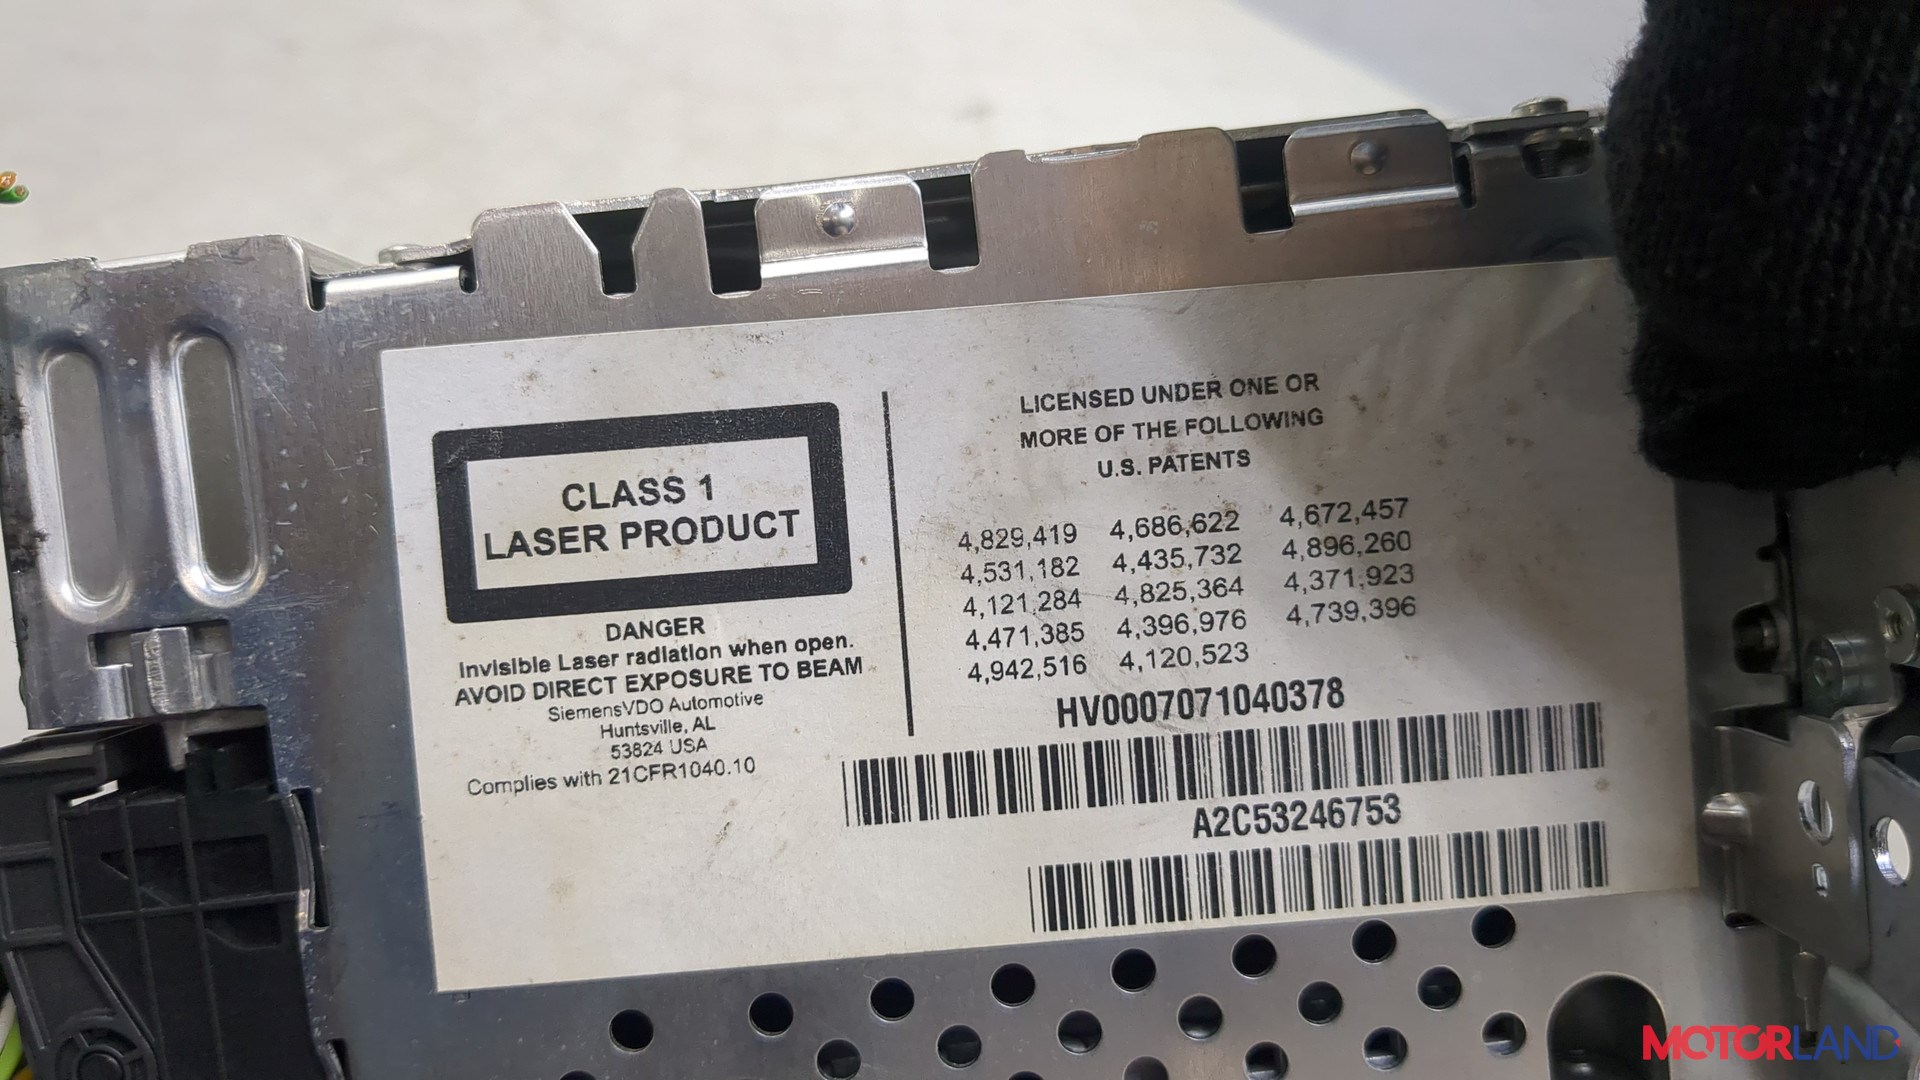 CLASS 1
LASER PRODUCT
DANGER
Invisible Laser radiation when open.
AVOID DIRECT EXPOSURE TO BEAM
SiemensVDO Automotive
Huntsville, AL
53824 USA
Complies with 21CFR1040.10
LICENSED UNDER ONE OR
MORE OF THE FOLLOWING
U.S. PATENTS
4,829,419 4,686,622 4,672,457
4,531,182 4,435,732 4,896,260
4,121,284 4,825,364 4,371,923
4,471,385 4,396,976 4,739,396
4,942,516 4,120,523
HV0007071040378
A2C53246753
MOTORLAND